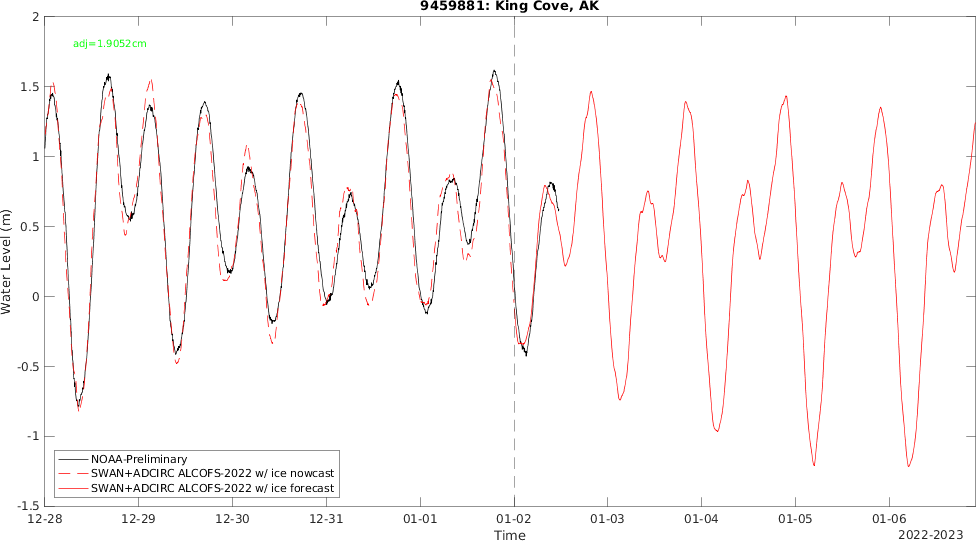 9459881: King Cove, AK
adj=1.9052cm
2
1.5
1
0.5
0
-0.5
-1
-1.5
Water Level (m)
NOAA-Preliminary
SWAN+ADCIRC ALCOFS-2022 w/ ice nowcast
SWAN+ADCIRC ALCOFS-2022 w/ ice forecast
12-28 12-29 12-30 12-31 01-01 01-02 01-03 01-04 01-05 01-06
Time
2022-2023